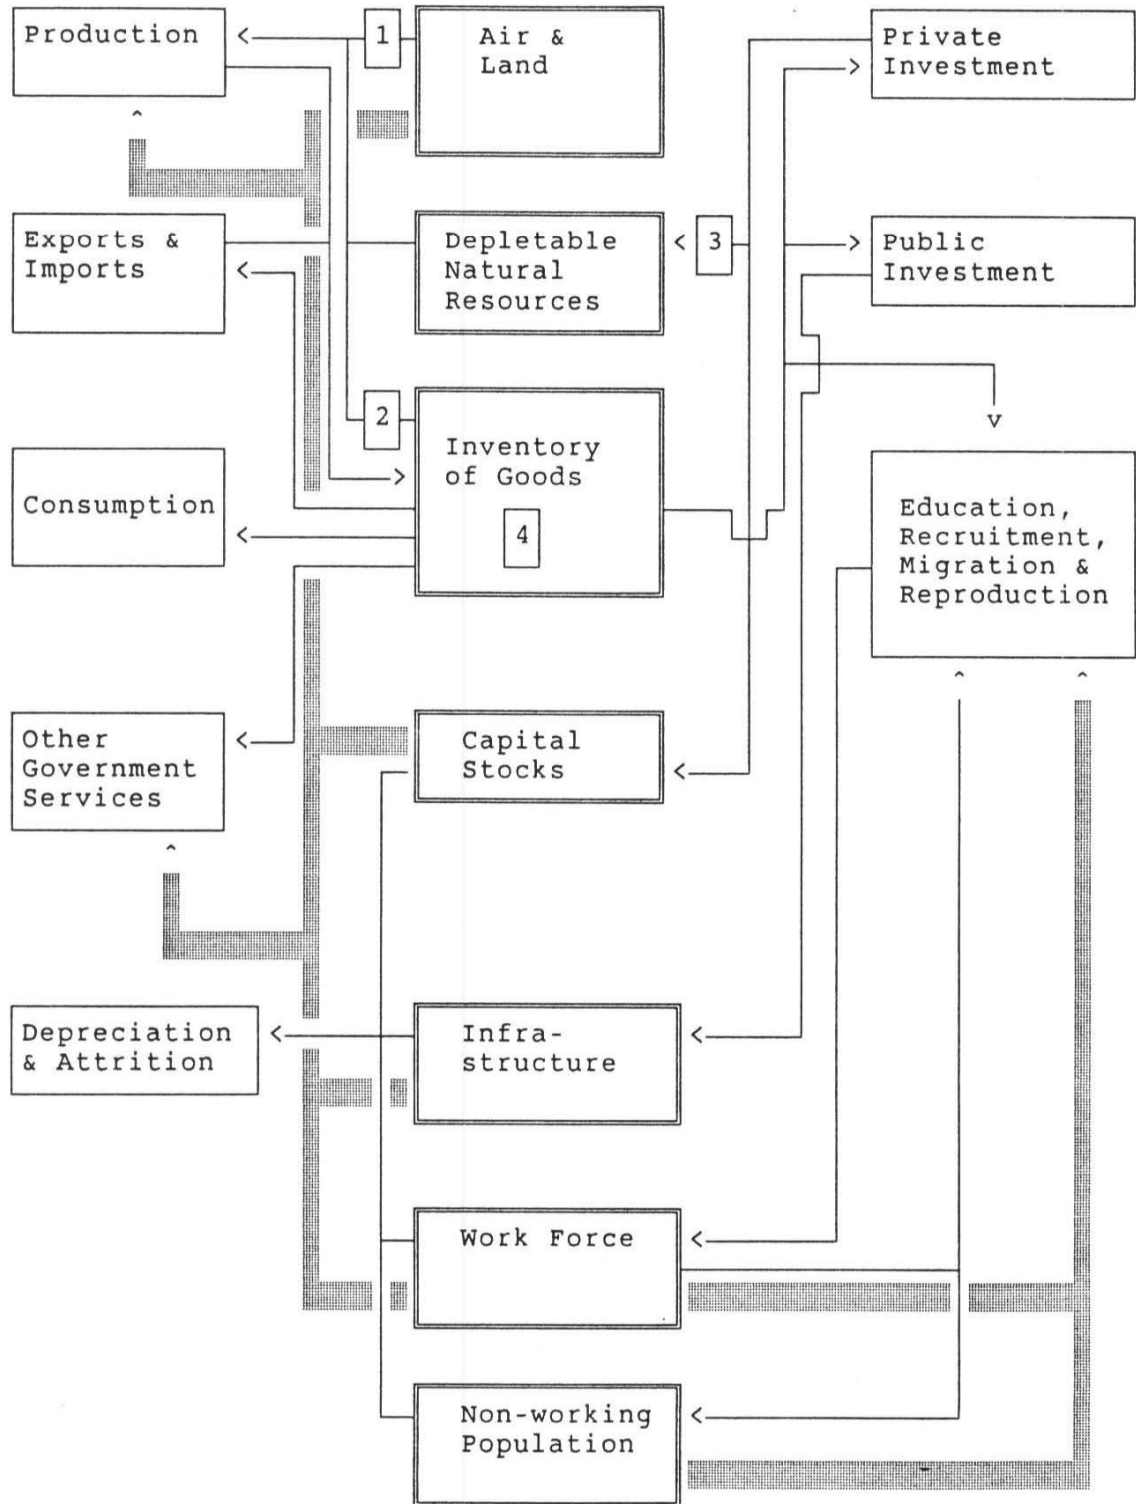 Production
1
Air &
Land
Private
Investment
Exports &
Imports
Depletable
Natural
Resources
3
Public
Investment
2
Inventory
of Goods
4
Consumption
Education,
Recruitment,
Migration &
Reproduction
Other
Government
Services
Capital
Stocks
Depreciation
& Attrition
Infra-
structure
Work Force
Non-working
Population